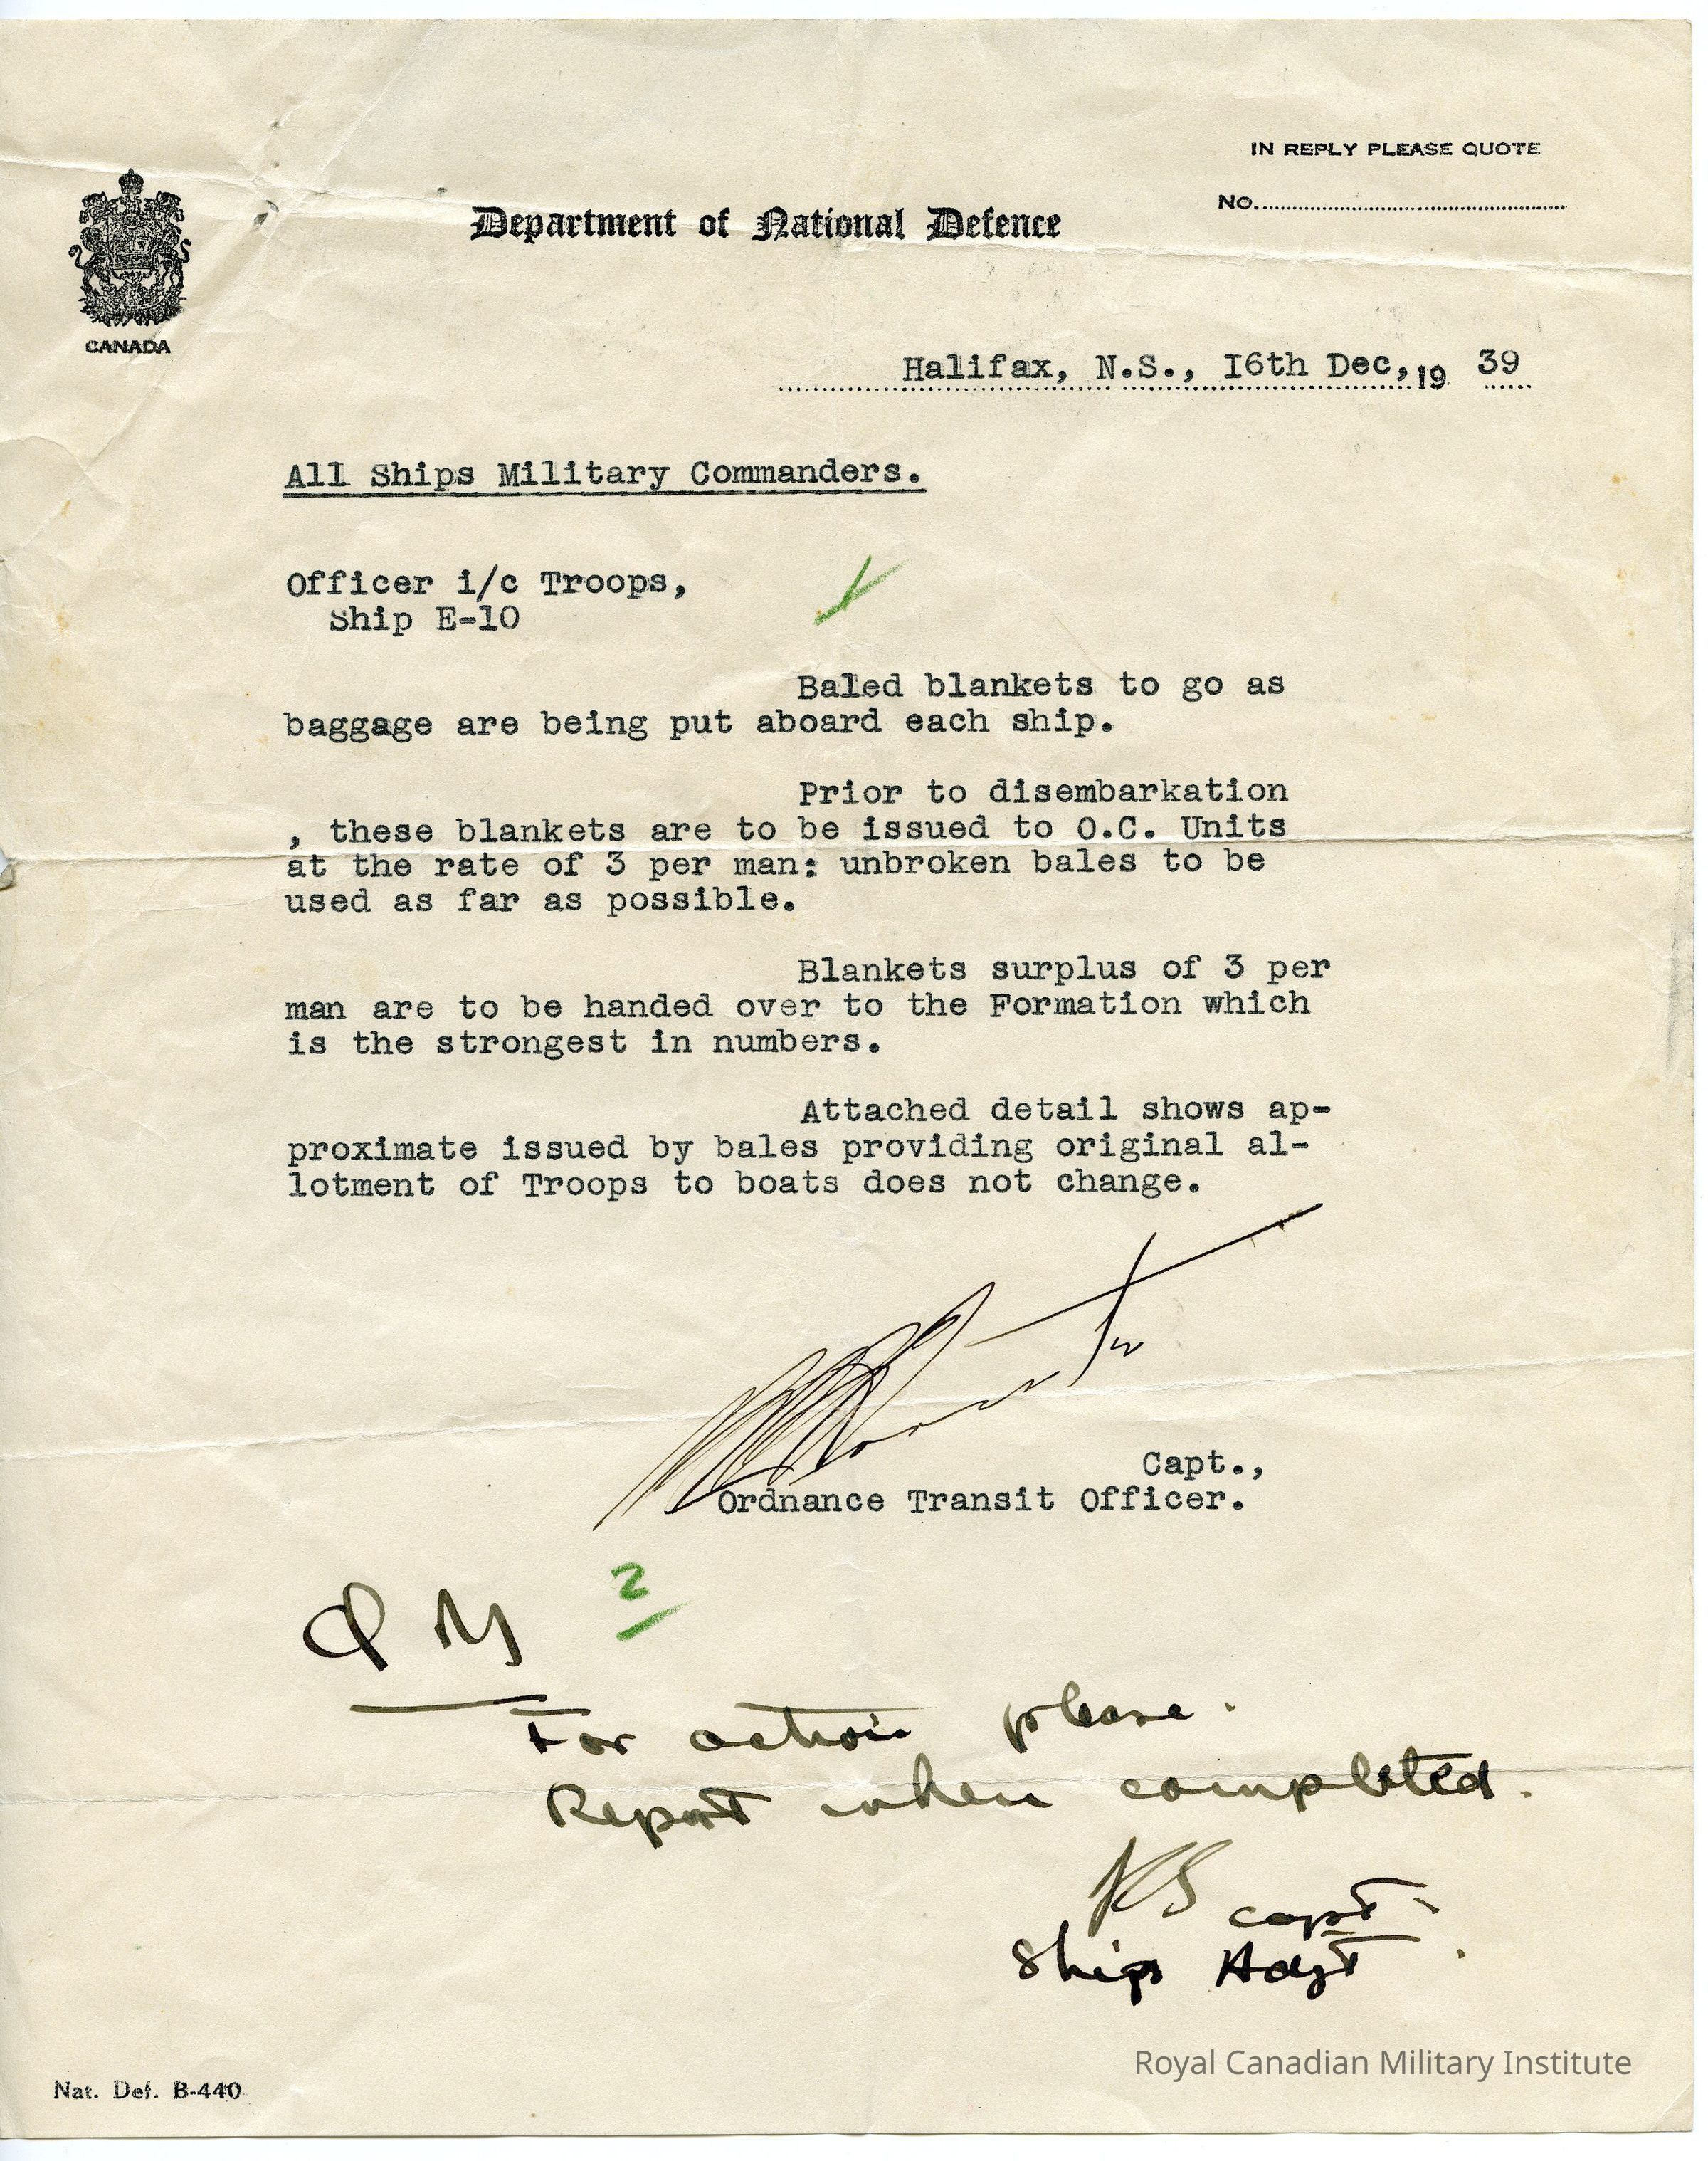 IN REPLY PLEASE QUOTE
No.
Department of National Defence
CANADA
Halifax, N.S., I6th Dec, 19 39
All Ships Military Commanders.
Officer i/c Troops,
Ship E-10
Baled blankets to go as
baggage are being put aboard each ship.
Prior to disembarkation
, these blankets are to be issued to O.C. Units
at the rate of 3 per man: unbroken bales to be
used as far as possible.
Blankets surplus of 3 per
man are to be handed over to the Formation which
is the strongest in numbers.
Attached detail shows ap-
proximate issued by bales providing original al-
lotment of Troops to boats does not change.
Capt.,
Ordnance Transit Officer.
2
Q M
For action please.
Report when completed.
KS capt.
Ships Adjt.
Royal Canadian Military Institute
Nat. Def. B-440